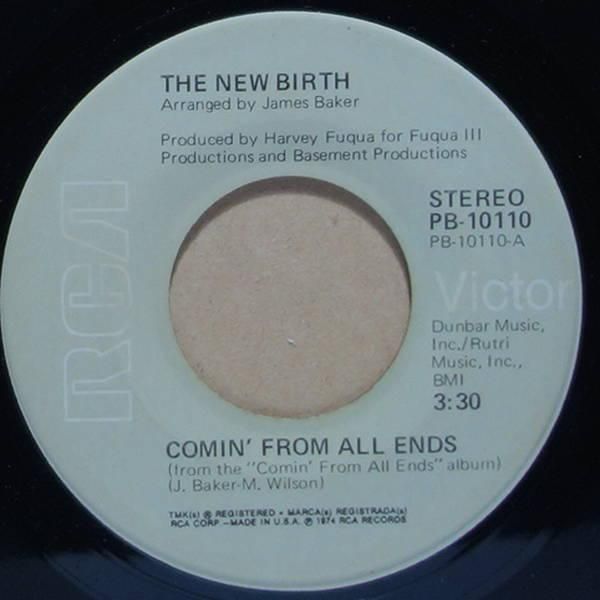 THE NEW BIRTH
Arranged by James Baker
Produced by Harvey Fuqua for Fuqua III
Productions and Basement Productions
RCA
STEREO
PB-10110
PB-10110-A
Victor
Dunbar Music,
Inc./Rutri
Music, Inc.,
BMI
3:30
COMIN' FROM ALL ENDS
(from the "Comin' From All Ends" album)
(J. Baker-M. Wilson)
TMK(s) ® REGISTERED • MARCA(s) REGISTRADA(s)
RCA CORP.—MADE IN U.S.A. ℗ 1974 RCA RECORDS